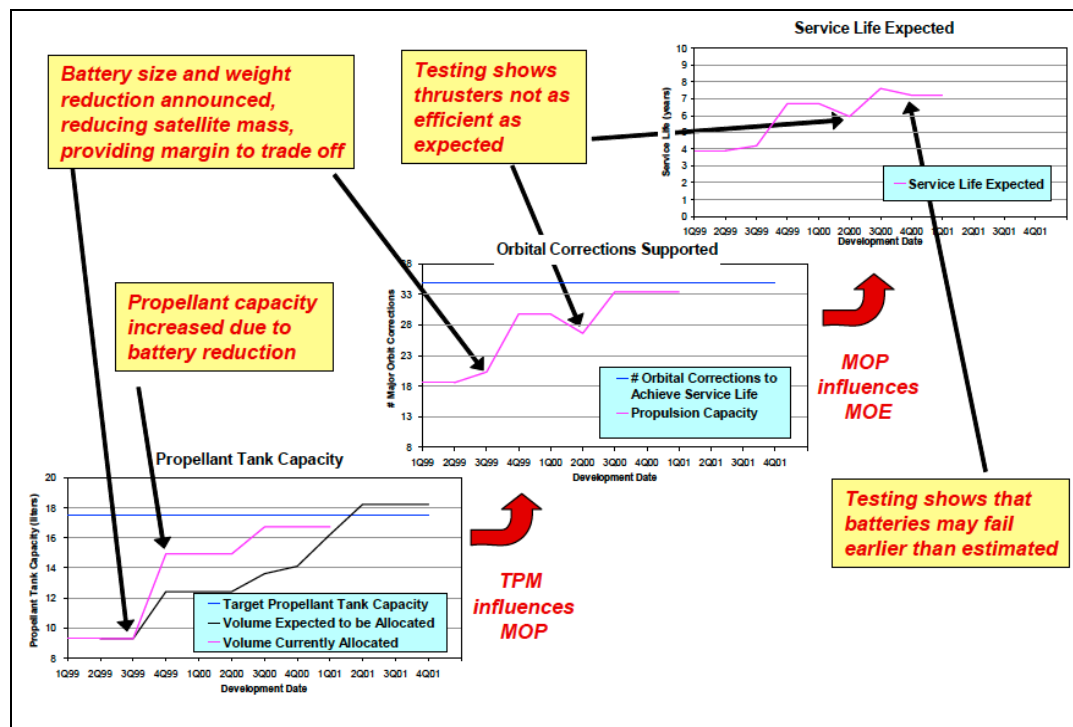 Battery size and weight
reduction announced,
reducing satellite mass,
providing margin to trade off
Testing shows
thrusters not as
efficient as
expected
Service Life Expected
Service Life (years)
10
9
8
7
6
5
4
3
2
1
0
Service Life Expected
1Q99 2Q99 3Q99 4Q99 1Q00 2Q00 3Q00 4Q00 1Q01 2Q01 3Q01 4Q01
Development Date
Propellant capacity
increased due to
battery reduction
Orbital Corrections Supported
# Major Orbit Corrections
38
33
28
23
18
13
8
# Orbital Corrections to
Achieve Service Life
Propulsion Capacity
1Q99 2Q99 3Q99 4Q99 1Q00 2Q00 3Q00 4Q00 1Q01 2Q01 3Q01 4Q01
Development Date
MOP
influences
MOE
Propellant Tank Capacity
Propellant Tank Capacity (liters)
20
18
16
14
12
10
8
Target Propellant Tank Capacity
Volume Expected to be Allocated
Volume Currently Allocated
1Q99 2Q99 3Q99 4Q99 1Q00 2Q00 3Q00 4Q00 1Q01 2Q01 3Q01 4Q01
Development Date
TPM
influences
MOP
Testing shows that
batteries may fail
earlier than estimated